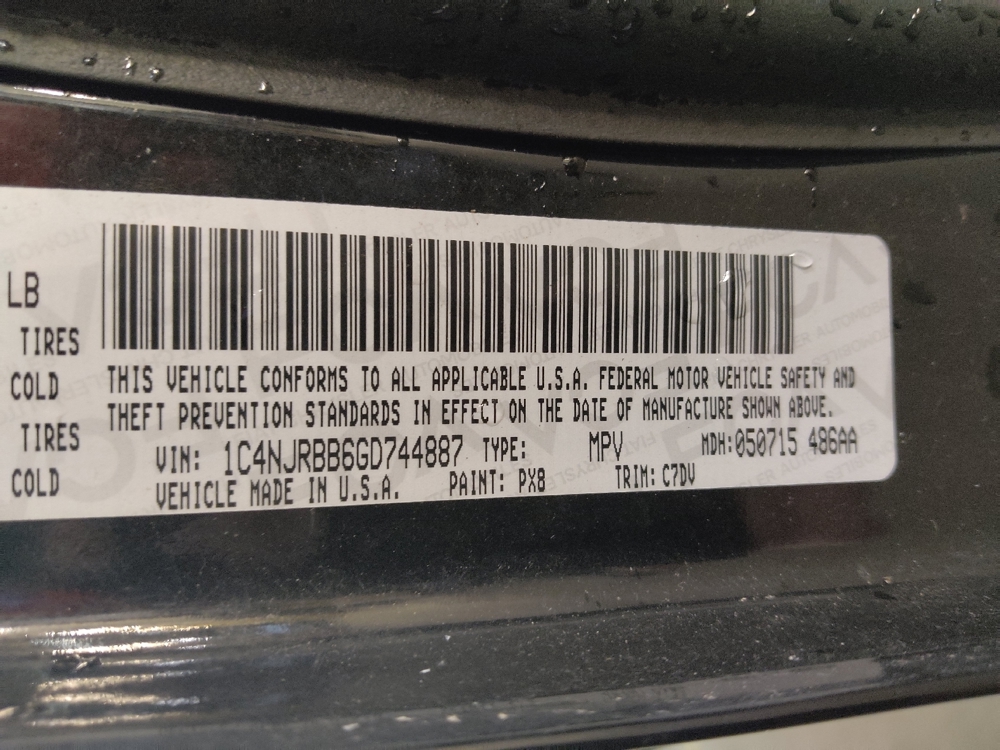 LB
TIRES
COLD
TIRES
COLD
THIS VEHICLE CONFORMS TO ALL APPLICABLE U.S.A. FEDERAL MOTOR VEHICLE SAFETY AND
THEFT PREVENTION STANDARDS IN EFFECT ON THE DATE OF MANUFACTURE SHOWN ABOVE.
VIN: 1C4NJRBB6GD744887 TYPE: MPV MDH:050715 486AA
VEHICLE MADE IN U.S.A. PAINT: PX8 TRIM: C7DV